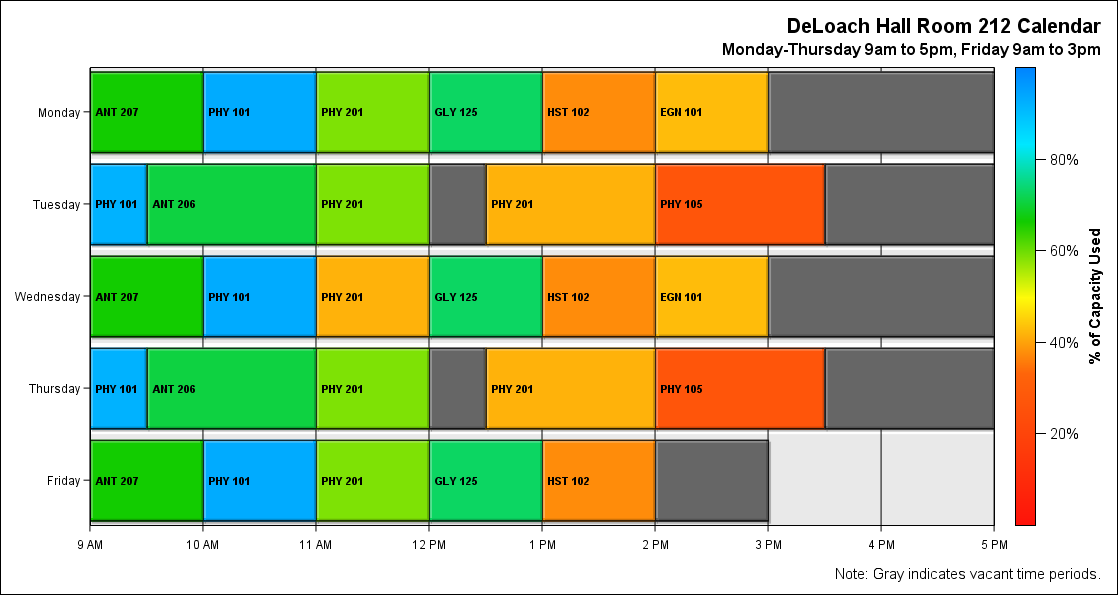 DeLoach Hall Room 212 Calendar
Monday-Thursday 9am to 5pm, Friday 9am to 3pm
Monday
ANT 207 PHY 101 PHY 201 GLY 125 HST 102 EGN 101
Tuesday
PHY 101 ANT 206 PHY 201 PHY 201 PHY 105
Wednesday
ANT 207 PHY 101 PHY 201 GLY 125 HST 102 EGN 101
Thursday
PHY 101 ANT 206 PHY 201 PHY 201 PHY 105
Friday
ANT 207 PHY 101 PHY 201 GLY 125 HST 102
9 AM 10 AM 11 AM 12 PM 1 PM 2 PM 3 PM 4 PM 5 PM
80%
60%
40%
20%
% of Capacity Used
Note: Gray indicates vacant time periods.